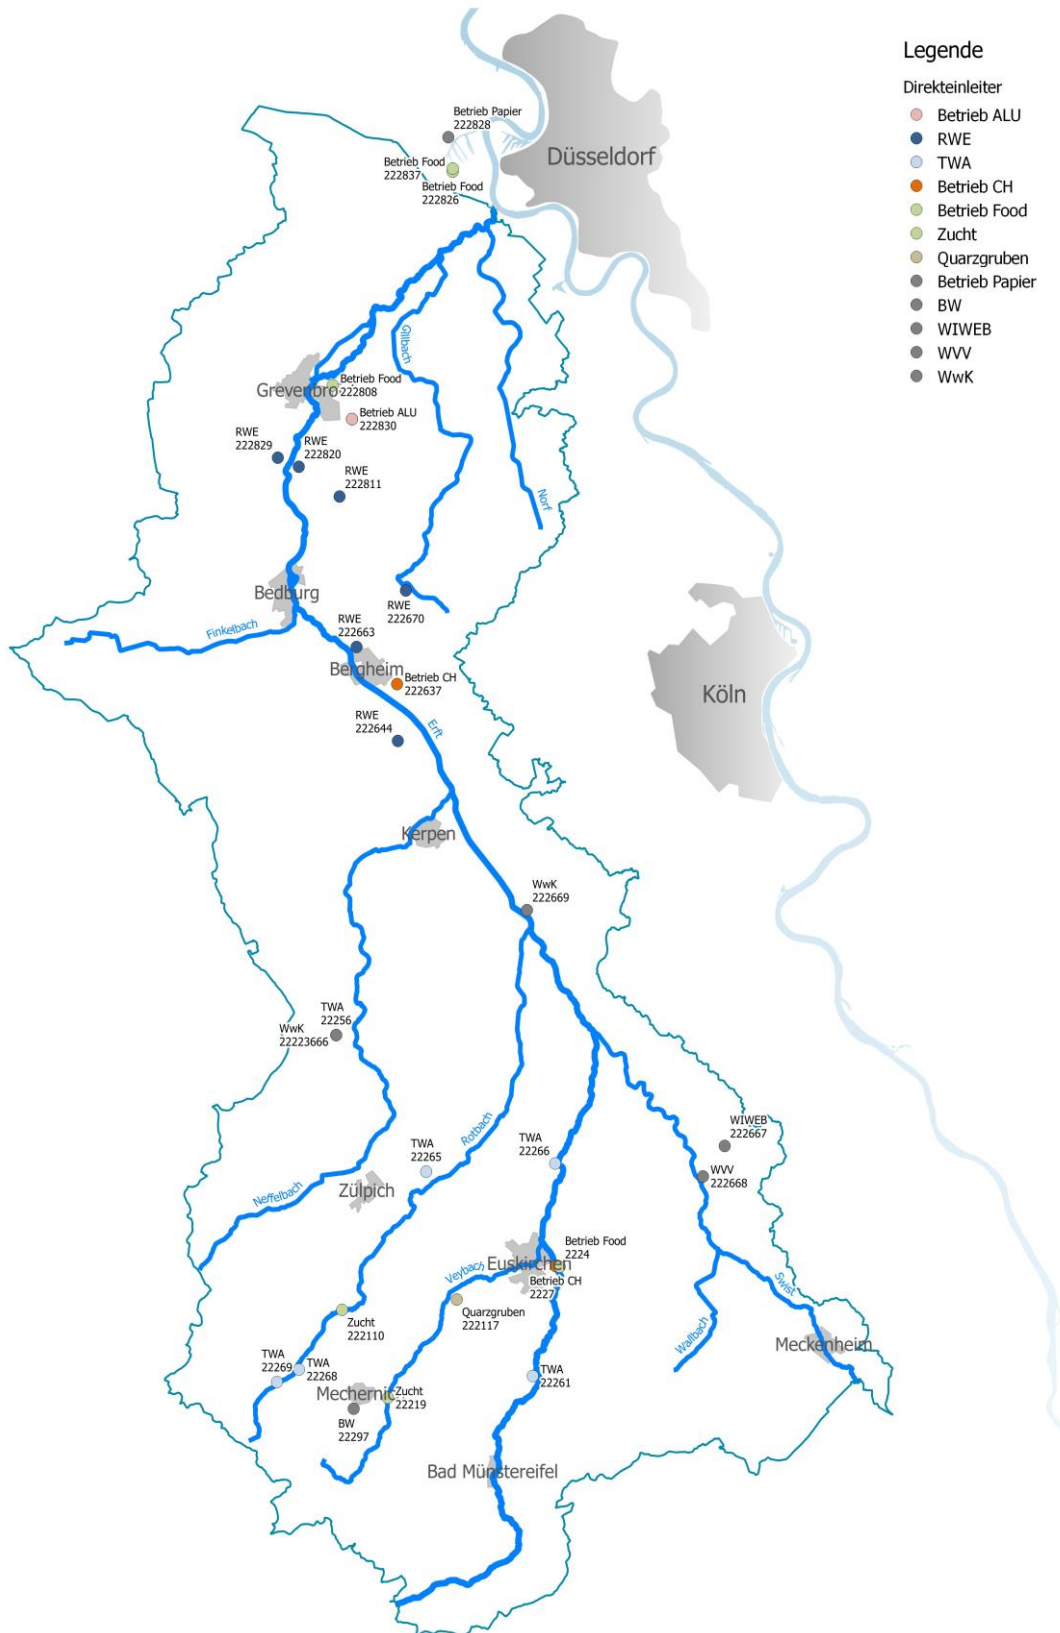 Legende
Direkteinleiter
Betrieb ALU
RWE
TWA
Betrieb CH
Betrieb Food
Zucht
Quarzgruben
Betrieb Papier
BW
WIWEB
WVV
WwK
Betrieb Papier
222828
Düsseldorf
Betrieb Food
222837
Betrieb Food
222826
Gillbach
Grevenbro
Betrieb Food
222808
Betrieb ALU
222830
RWE
222829
RWE
222820
RWE
222811
Norf
Bedburg
RWE
222670
Finkelbach
RWE
222663
Bergheim
Betrieb CH
222637
Köln
RWE
222644
Erft
Kerpen
WwK
222669
TWA
22256
WwK
22223666
WIWEB
222667
Rotbach
TWA
22265
TWA
22266
WVV
222668
Zülpich
Neffelbach
Betrieb Food
2224
Euskirchen
Veybach
Betrieb CH
2227
Swist
Quarzgruben
222117
Zucht
222110
Wallbach
Meckenheim
TWA
22269
TWA
22268
TWA
22261
Mechernic
Zucht
22219
BW
22297
Bad Münstereifel